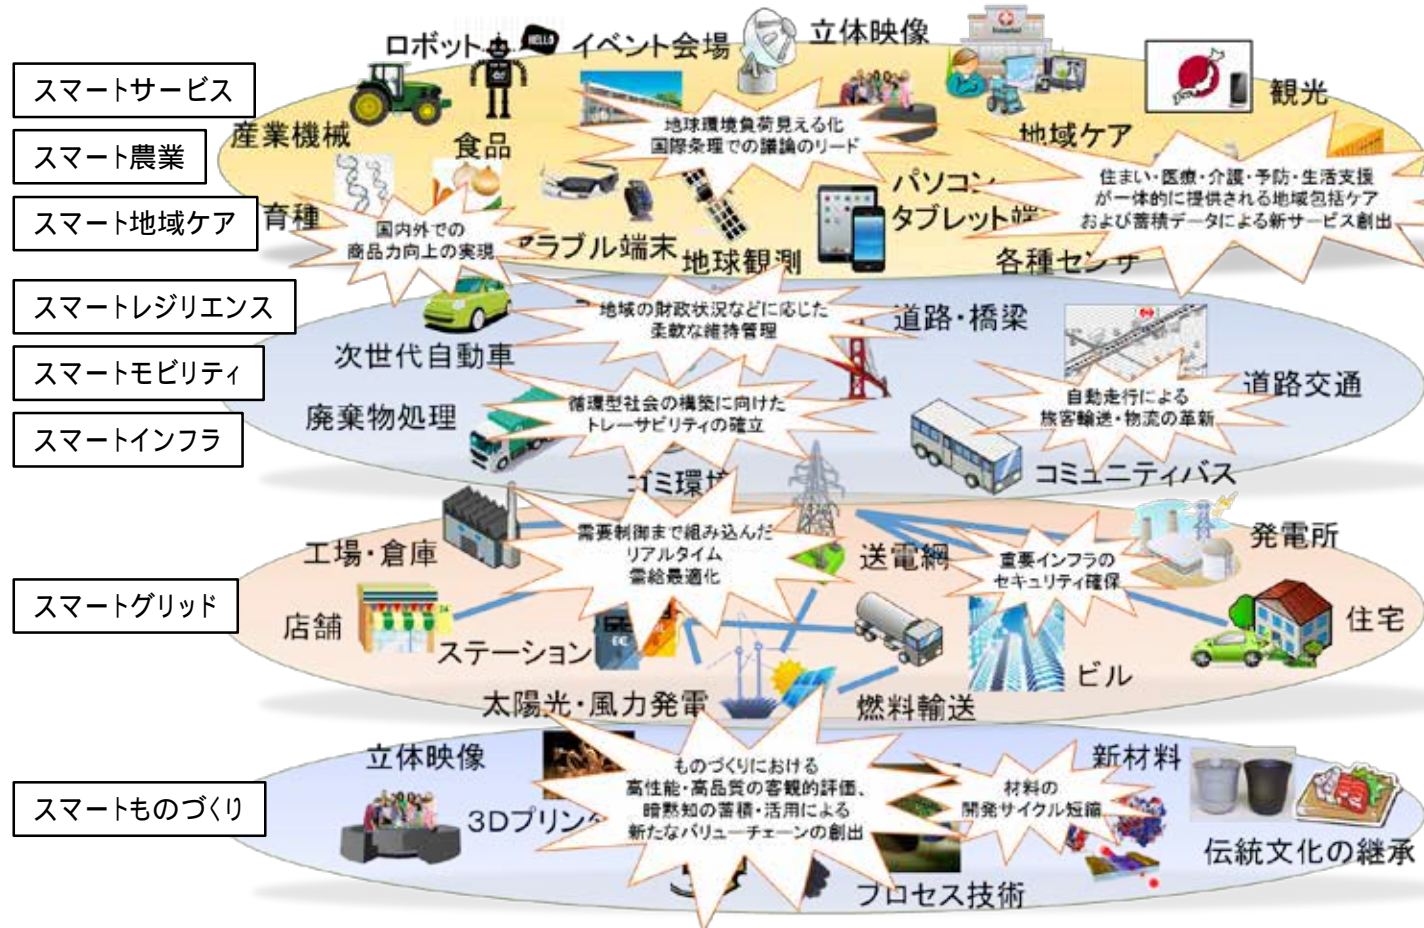 ロボット
HELLO
イベント会場
立体映像
スマートサービス
観光
産業機械
食品
地球環境負荷見える化
国際条理での議論のリード
地域ケア
スマート農業
住まい・医療・介護・予防・生活支援
が一体的に提供される地域包括ケア
および蓄積データによる新サービス創出
パソコン
タブレット端
スマート地域ケア
育種
国内外での
商品力向上の実現
ラブル端末
地球観測
各種センサ
スマートレジリエンス
地域の財政状況などに応じた
柔軟な維持管理
道路・橋梁
次世代自動車
スマートモビリティ
道路交通
自動走行による
旅客輸送・物流の革新
廃棄物処理
循環型社会の構築に向けた
トレーサビリティの確立
スマートインフラ
ゴミ環境
コミュニティバス
工場・倉庫
需要制御まで組み込んだ
リアルタイム
需給最適化
送電網
重要インフラの
セキュリティ確保
発電所
スマートグリッド
店舗
ステーション
住宅
ビル
太陽光・風力発電
燃料輸送
立体映像
ものづくりにおける
高性能・高品質の客観的評価、
暗黙知の蓄積・活用による
新たなバリューチェーンの創出
材料の
開発サイクル短縮
新材料
スマートものづくり
3Dプリンタ
伝統文化の継承
プロセス技術